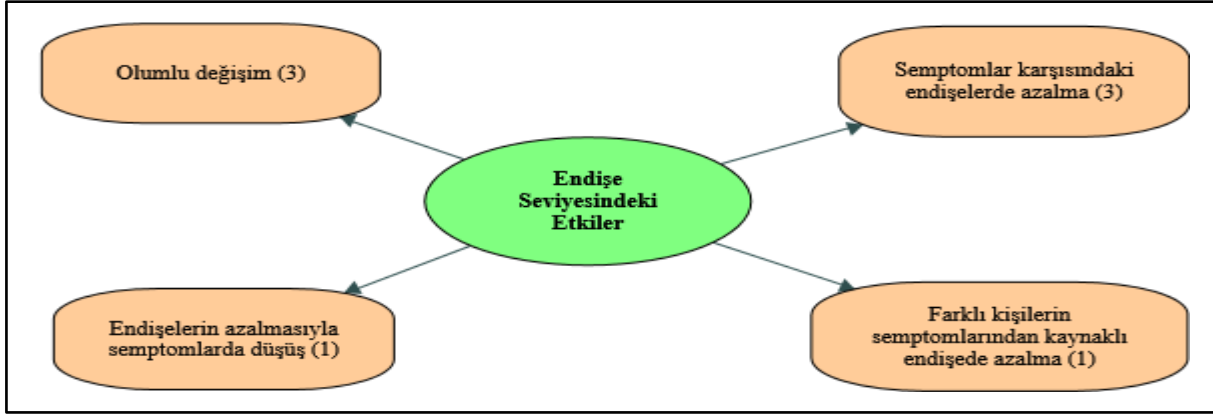 Olumlu değişim (3)
Semptomlar karşısındaki
endişelerde azalma (3)
Endişe
Seviyesindeki
Etkiler
Endişelerin azalmasıyla
semptomlarda düşüş (1)
Farklı kişilerin
semptomlarından kaynaklı
endişede azalma (1)